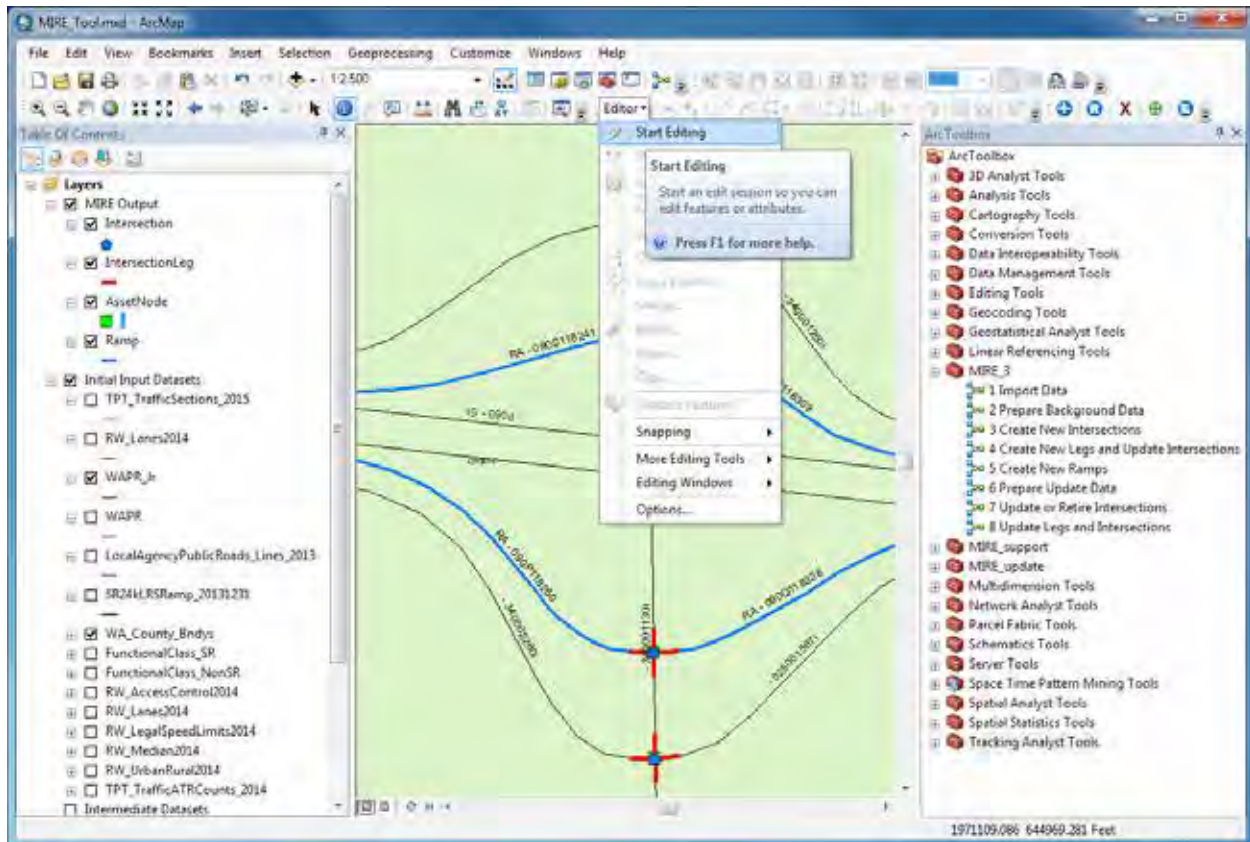 MIRE_Tool.mxd - ArcMap
File Edit View Bookmarks Insert Selection Geoprocessing Customize Windows Help
1:2,500
Editor
Table Of Contents
Layers
MIRE Output
Intersection
IntersectionLeg
AssetNode
Ramp
Initial Input Datasets
TPT_TrafficSections_2015
RW_Lanes2014
WAPR_Jr
WAPR
LocalAgencyPublicRoads_Lines_2013
SR24kLRSRamp_20131231
WA_County_Bndys
FunctionalClass_SR
FunctionalClass_NonSR
RW_AccessControl2014
RW_Lanes2014
RW_LegalSpeedLimits2014
RW_Median2014
RW_UrbanRural2014
TPT_TrafficATRCounts_2014
Intermediate Datasets
Start Editing
Start Editing
Start an edit session so you can
edit features or attributes.
Press F1 for more help.
Snapping
More Editing Tools
Editing Windows
Options...
RA - 090Q118241
RA - 090P118260
ArcToolbox
ArcToolbox
3D Analyst Tools
Analysis Tools
Cartography Tools
Conversion Tools
Data Interoperability Tools
Data Management Tools
Editing Tools
Geocoding Tools
Geostatistical Analyst Tools
Linear Referencing Tools
MIRE_3
1 Import Data
2 Prepare Background Data
3 Create New Intersections
4 Create New Legs and Update Intersections
5 Create New Ramps
6 Prepare Update Data
7 Update or Retire Intersections
8 Update Legs and Intersections
MIRE_support
MIRE_update
Multidimension Tools
Network Analyst Tools
Parcel Fabric Tools
Schematics Tools
Server Tools
Space Time Pattern Mining Tools
Spatial Analyst Tools
Spatial Statistics Tools
Tracking Analyst Tools
1971109.086 644969.281 Feet